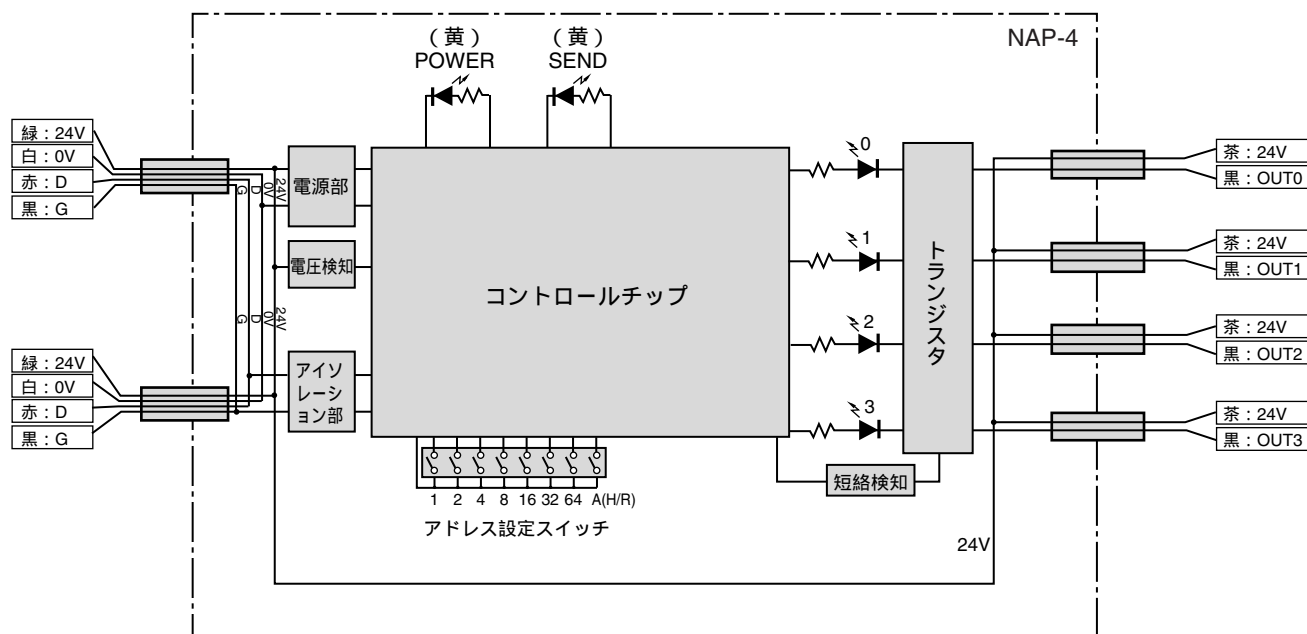 NAP-4
（黄）
POWER
（黄）
SEND
緑：24V
白：0V
赤：D
黒：G
24V
0V
D
G
電源部
電圧検知
24V
0V
D
G
緑：24V
白：0V
赤：D
黒：G
アイソ
レーシ
ョン部
コントロールチップ
0
1
2
3
トランジスタ
短絡検知
茶：24V
黒：OUT0
茶：24V
黒：OUT1
茶：24V
黒：OUT2
茶：24V
黒：OUT3
1 2 4 8 16 32 64 A(H/R)
アドレス設定スイッチ
24V